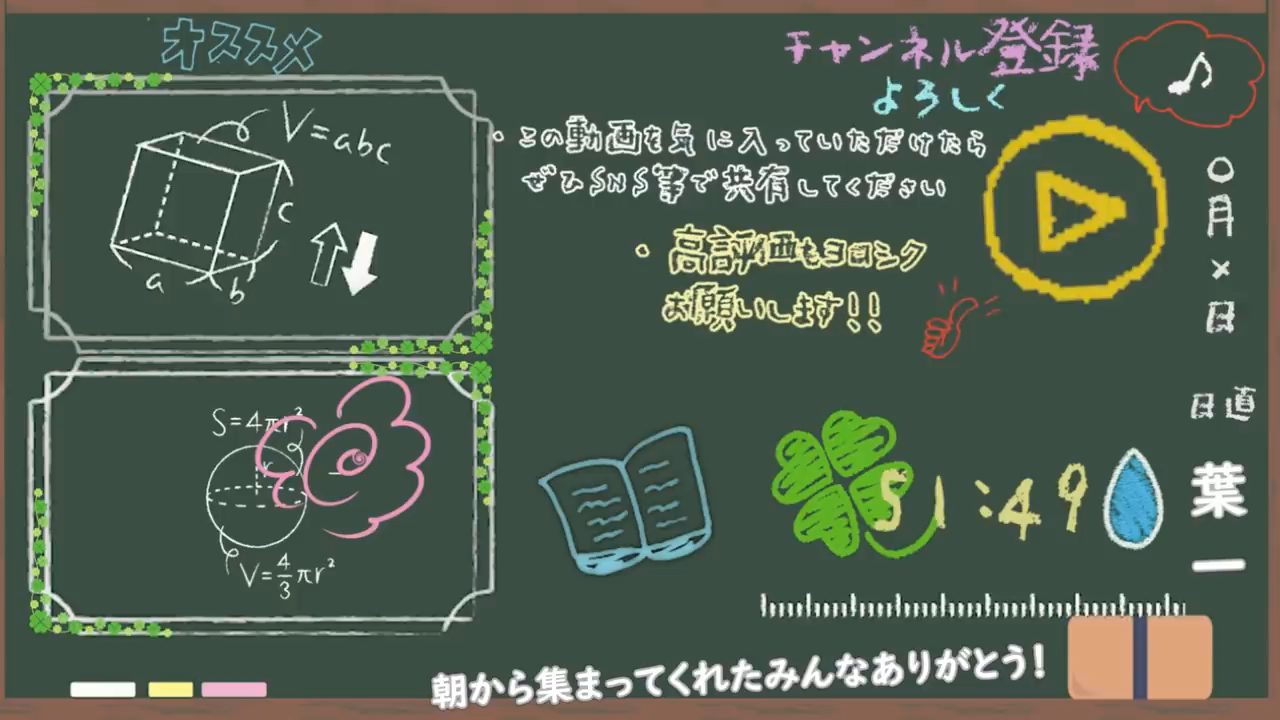 オススメ
チャンネル登録
よろしく
V=abc
a
b
c
・この動画を気に入っていただけたら
ぜひSNS等で共有してください
・高評価もヨロシク
お願いします!!
〇月×日
日直
葉一
S=4πr²
r
V=4/3πr²
51:49
朝から集まってくれたみんなありがとう!